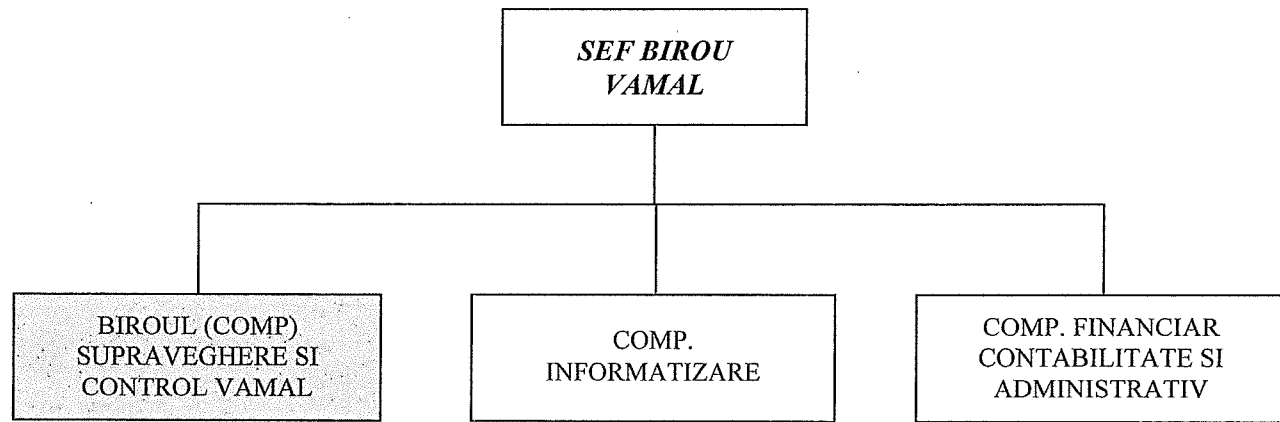 SEF BIROU
VAMAL
BIROUL (COMP)
SUPRAVEGHERE SI
CONTROL VAMAL
COMP.
INFORMATIZARE
COMP. FINANCIAR
CONTABILITATE SI
ADMINISTRATIV